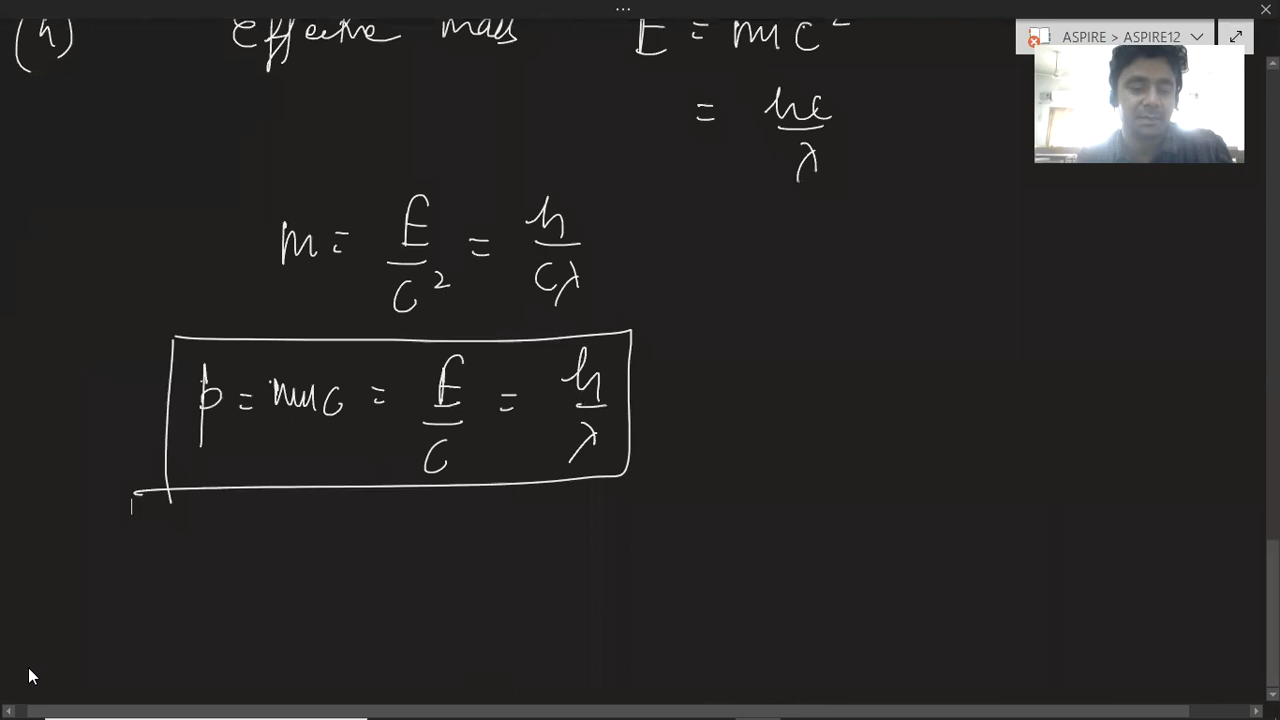 (h) Effective mass E = mc²
= hc/λ
ASPIRE > ASPIRE12
m = E/c² = h/cλ
p = mc = E/c = h/λ